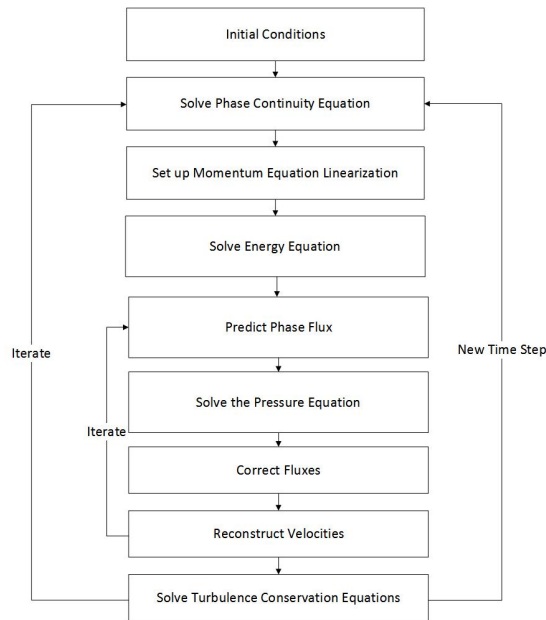 Initial Conditions
Solve Phase Continuity Equation
Set up Momentum Equation Linearization
Solve Energy Equation
Predict Phase Flux
Iterate
New Time Step
Solve the Pressure Equation
Iterate
Correct Fluxes
Reconstruct Velocities
Solve Turbulence Conservation Equations